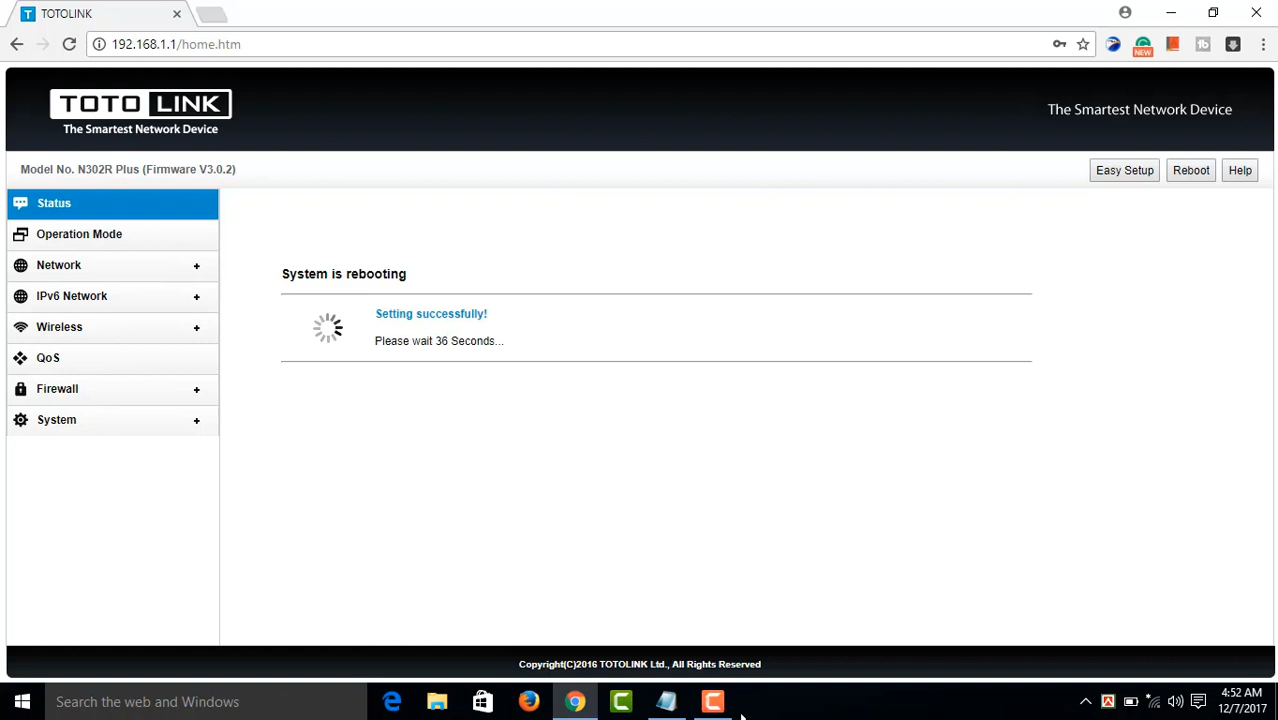 TOTOLINK
192.168.1.1/home.htm
NEW
TOTO LINK
The Smartest Network Device
The Smartest Network Device
Model No. N302R Plus (Firmware V3.0.2)
Easy Setup
Reboot
Help
Status
Operation Mode
Network +
IPv6 Network +
Wireless +
QoS
Firewall +
System +
System is rebooting
Setting successfully!
Please wait 36 Seconds...
Copyright(C)2016 TOTOLINK Ltd., All Rights Reserved
Search the web and Windows
4:52 AM
12/7/2017